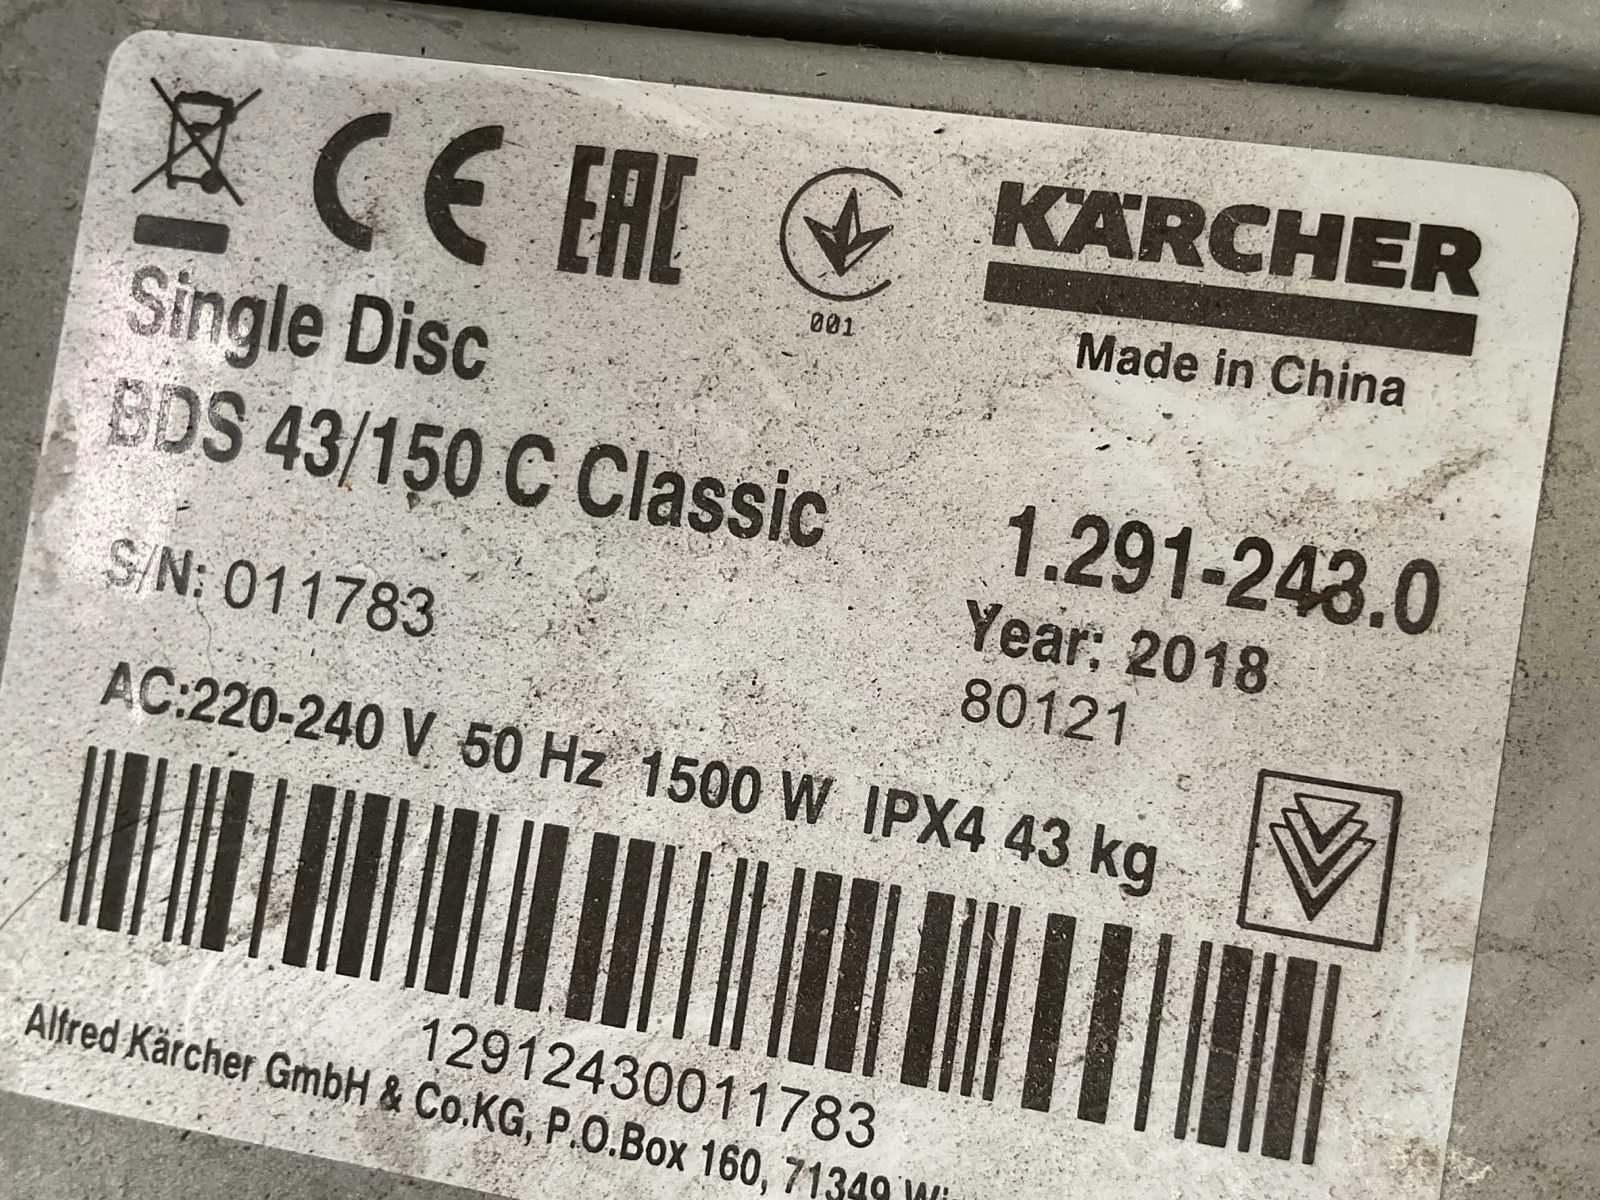 CE EAC
001
KÄRCHER
Made in China
Single Disc
BDS 43/150 C Classic
1.291-243.0
S/N: 011783
Year: 2018
80121
AC:220-240 V 50 Hz 1500 W IPX4 43 kg
12912430011783
Alfred Kärcher GmbH & Co.KG, P.O.Box 160, 71349